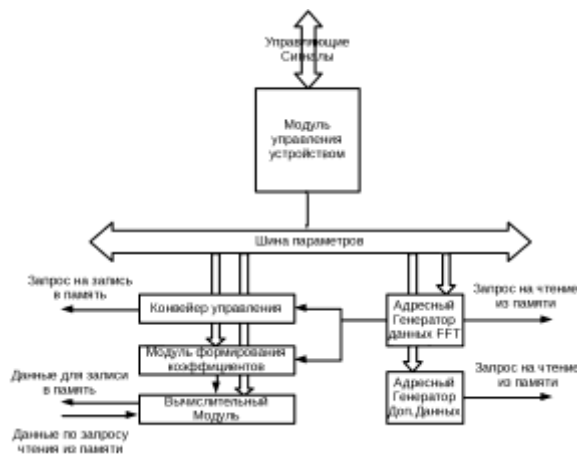 Управляющие
Сигналы
Модуль
управления
устройством
Шина параметров
Запрос на запись
в память
Конвейер управления
Адресный
Генератор
данных FFT
Запрос на чтение
из памяти
Модуль формирования
коэффициентов
Данные для записи
в память
Вычислительный
Модуль
Адресный
Генератор
Доп.Данных
Запрос на чтение
из памяти
Данные по запросу
чтения из памяти